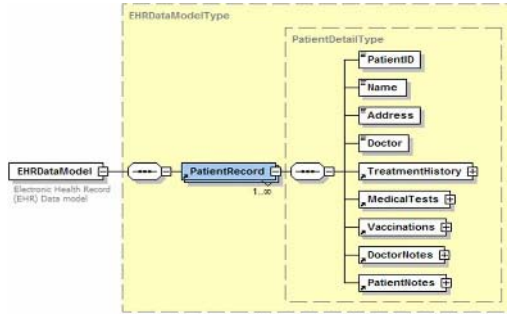 EHRDataModelType
PatientDetailType
PatientID
Name
Address
Doctor
EHRDataModel
PatientRecord
TreatmentHistory
Electronic Health Record
(EHR) Data model
1..∞
MedicalTests
Vaccinations
DoctorNotes
PatientNotes